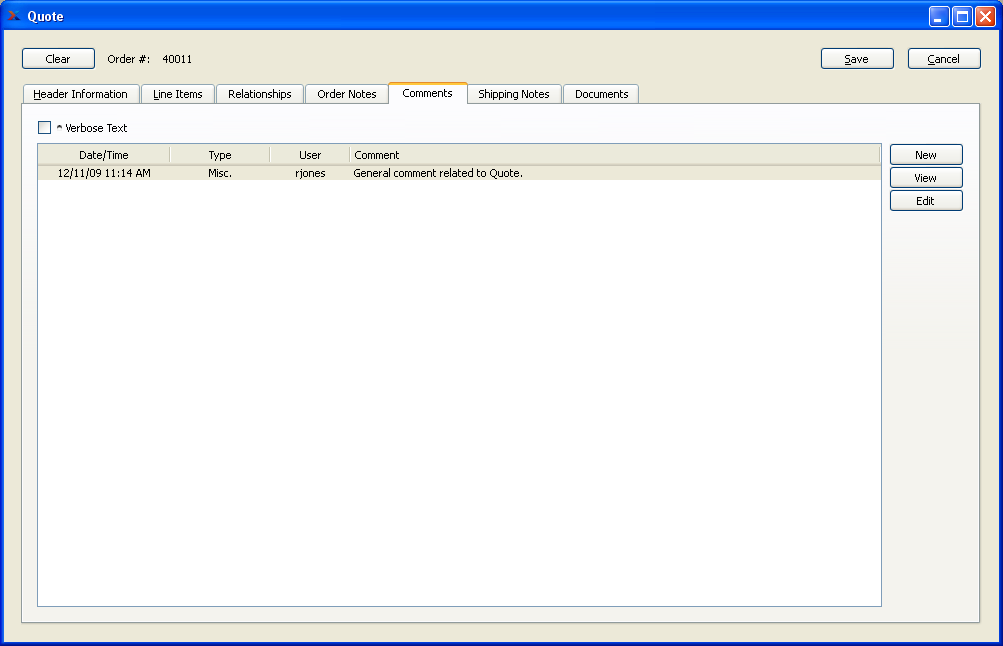 Quote
Clear Order #: 40011 Save Cancel
Header Information Line Items Relationships Order Notes Comments Shipping Notes Documents
^ Verbose Text
Date/Time Type User Comment
12/11/09 11:14 AM Misc. rjones General comment related to Quote.
New
View
Edit